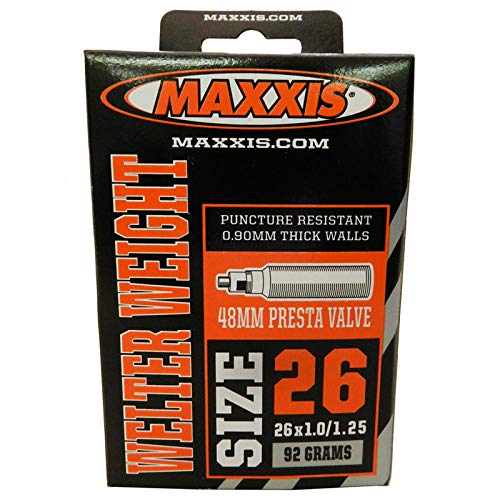 MAXXIS.COM
MAXXIS®
MAXXIS.COM
WELTER WEIGHT
PUNCTURE RESISTANT
0.90MM THICK WALLS
48MM PRESTA VALVE
SIZE 26
26x1.0/1.25
92 GRAMS